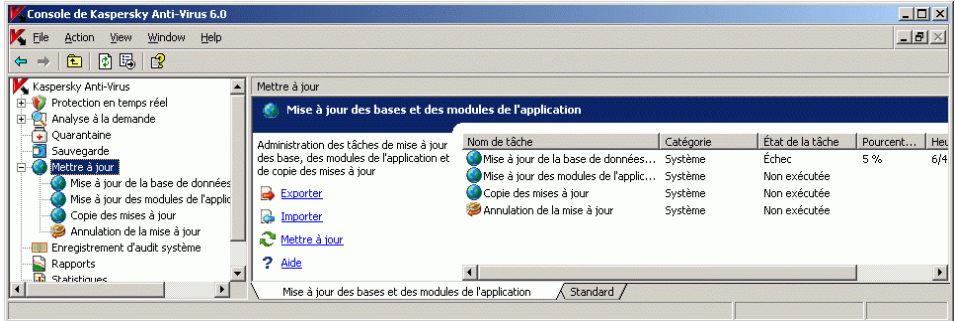 Console de Kaspersky Anti-Virus 6.0
File Action View Window Help
Kaspersky Anti-Virus
Protection en temps réel
Analyse à la demande
Quarantaine
Sauvegarde
Mettre à jour
Mise à jour de la base de données
Mise à jour des modules de l'applic
Copie des mises à jour
Annulation de la mise à jour
Enregistrement d'audit système
Rapports
Statistiques
Mettre à jour
Mise à jour des bases et des modules de l'application
Administration des tâches de mise à jour
des base, des modules de l'application et
de copie des mises à jour
Exporter
Importer
Mettre à jour
Aide
Nom de tâche Catégorie État de la tâche Pourcent... Heu
Mise à jour de la base de données... Système Échec 5 % 6/4
Mise à jour des modules de l'applic... Système Non exécutée
Copie des mises à jour Système Non exécutée
Annulation de la mise à jour Système Non exécutée
Mise à jour des bases et des modules de l'application Standard